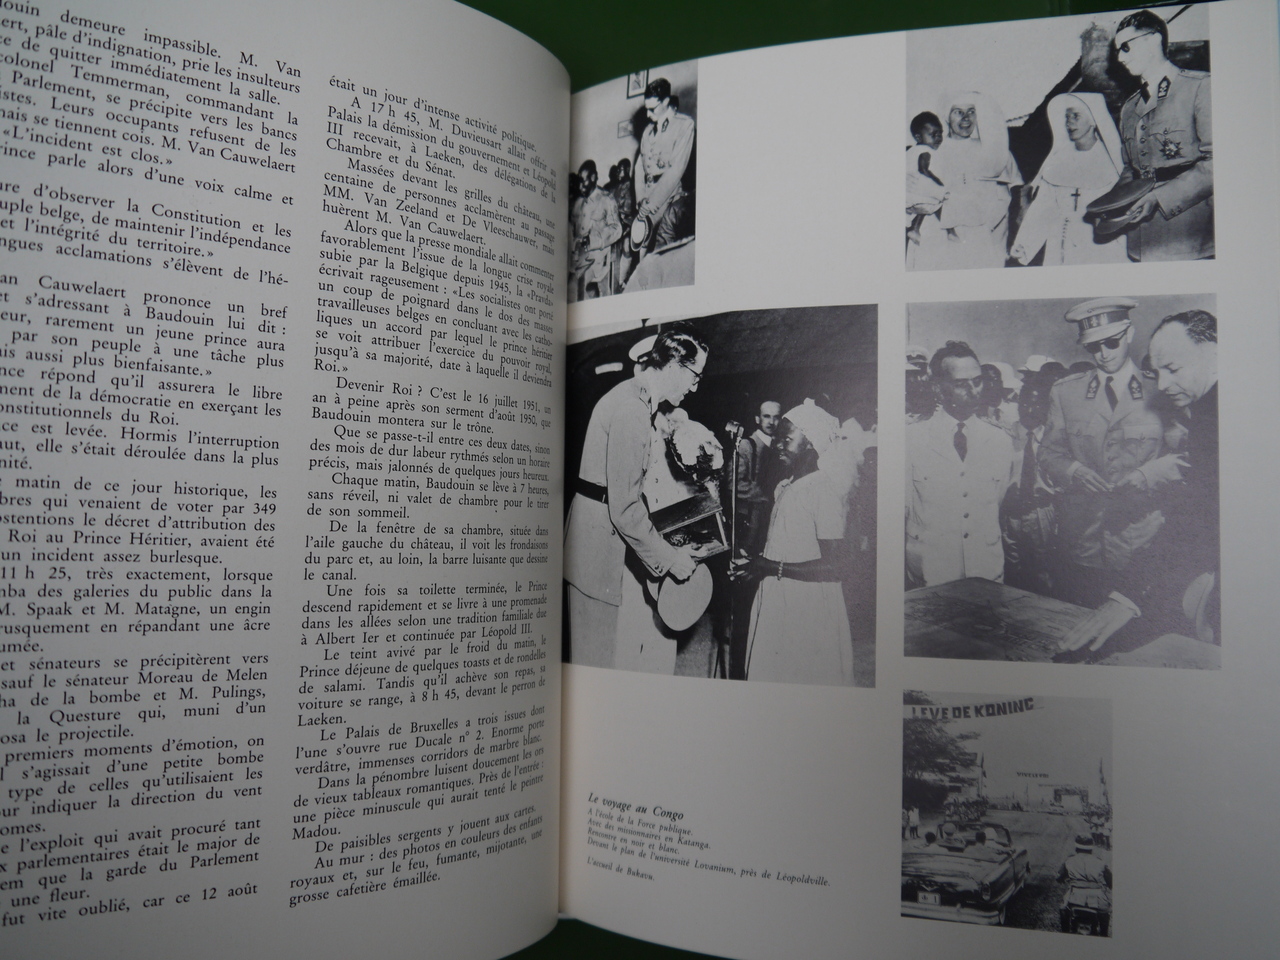 ouin demeure impassible. M. Van
ert, pâle d'indignation, prie les insulteurs
ce de quitter immédiatement la salle.
colonel Temmerman, commandant la
Parlement, se précipite vers les bancs
istes. Leurs occupants refusent de les
mais se tiennent cois. M. Van Cauwelaert
«L'incident est clos.»
rince parle alors d'une voix calme et
ure d'observer la Constitution et les
uple belge, de maintenir l'indépendance
et l'intégrité du territoire.»
ngues acclamations s'élèvent de l'hé-
an Cauwelaert prononce un bref
et s'adressant à Baudouin lui dit :
eur, rarement un jeune prince aura
par son peuple à une tâche plus
is aussi plus bienfaisante.»
nce répond qu'il assurera le libre
ment de la démocratie en exerçant les
onstitutionnels du Roi.
ce est levée. Hormis l'interruption
aut, elle s'était déroulée dans la plus
nité.
matin de ce jour historique, les
bres qui venaient de voter par 349
bstentions le décret d'attribution des
Roi au Prince Héritier, avaient été
un incident assez burlesque.
11 h 25, très exactement, lorsque
mba des galeries du public dans la
M. Spaak et M. Matagne, un engin
rusquement en répandant une âcre
umée.
et sénateurs se précipitèrent vers
sauf le sénateur Moreau de Melen
cha de la bombe et M. Pulings,
la Questure qui, muni d'un
osa le projectile.
premiers moments d'émotion, on
l s'agissait d'une petite bombe
type de celles qu'utilisaient les
our indiquer la direction du vent
romes.
e l'exploit qui avait procuré tant
x parlementaires était le major de
em que la garde du Parlement
une fleur.
fut vite oublié, car ce 12 août
était un jour d'intense activité politique.
A 17 h 45, M. Duvieusart allait offrir au
Palais la démission du gouvernement et Léopold
III recevait, à Laeken, des délégations de la
Chambre et du Sénat.
Massées devant les grilles du château, une
centaine de personnes acclamèrent au passage
MM. Van Zeeland et De Vleeschauwer, mais
huèrent M. Van Cauwelaert.
Alors que la presse mondiale allait commenter
favorablement l'issue de la longue crise royale
subie par la Belgique depuis 1945, la «Pravda»
écrivait rageusement : «Les socialistes ont porté
un coup de poignard dans le dos des masses
travailleuses belges en concluant avec les catho-
liques un accord par lequel le prince héritier
se voit attribuer l'exercice du pouvoir royal,
jusqu'à sa majorité, date à laquelle il deviendra
Roi.»
Devenir Roi ? C'est le 16 juillet 1951, un
an à peine après son serment d'août 1950, que
Baudouin montera sur le trône.
Que se passe-t-il entre ces deux dates, sinon
des mois de dur labeur rythmés selon un horaire
précis, mais jalonnés de quelques jours heureux.
Chaque matin, Baudouin se lève à 7 heures,
sans réveil, ni valet de chambre pour le tirer
de son sommeil.
De la fenêtre de sa chambre, située dans
l'aile gauche du château, il voit les frondaisons
du parc et, au loin, la barre luisante que dessine
le canal.
Une fois sa toilette terminée, le Prince
descend rapidement et se livre à une promenade
dans les allées selon une tradition familiale due
à Albert Ier et continuée par Léopold III.
Le teint avivé par le froid du matin, le
Prince déjeune de quelques toasts et de rondelles
de salami. Tandis qu'il achève son repas, sa
voiture se range, à 8 h 45, devant le perron de
Laeken.
Le Palais de Bruxelles a trois issues dont
l'une s'ouvre rue Ducale n° 2. Enorme porte
verdâtre, immenses corridors de marbre blanc.
Dans la pénombre luisent doucement les ors
de vieux tableaux romantiques. Près de l'entrée :
une pièce minuscule qui aurait tenté le peintre
Madou.
De paisibles sergents y jouent aux cartes.
Au mur : des photos en couleurs des enfants
royaux et, sur le feu, fumante, mijotante, une
grosse cafetière émaillée.
LEVE DE KONING
Le voyage au Congo
A l'école de la Force publique.
Avec des missionnaires en Katanga.
Rencontre en noir et blanc.
Devant le plan de l'université Lovanium, près de Léopoldville.
L'accueil de Bukavu.